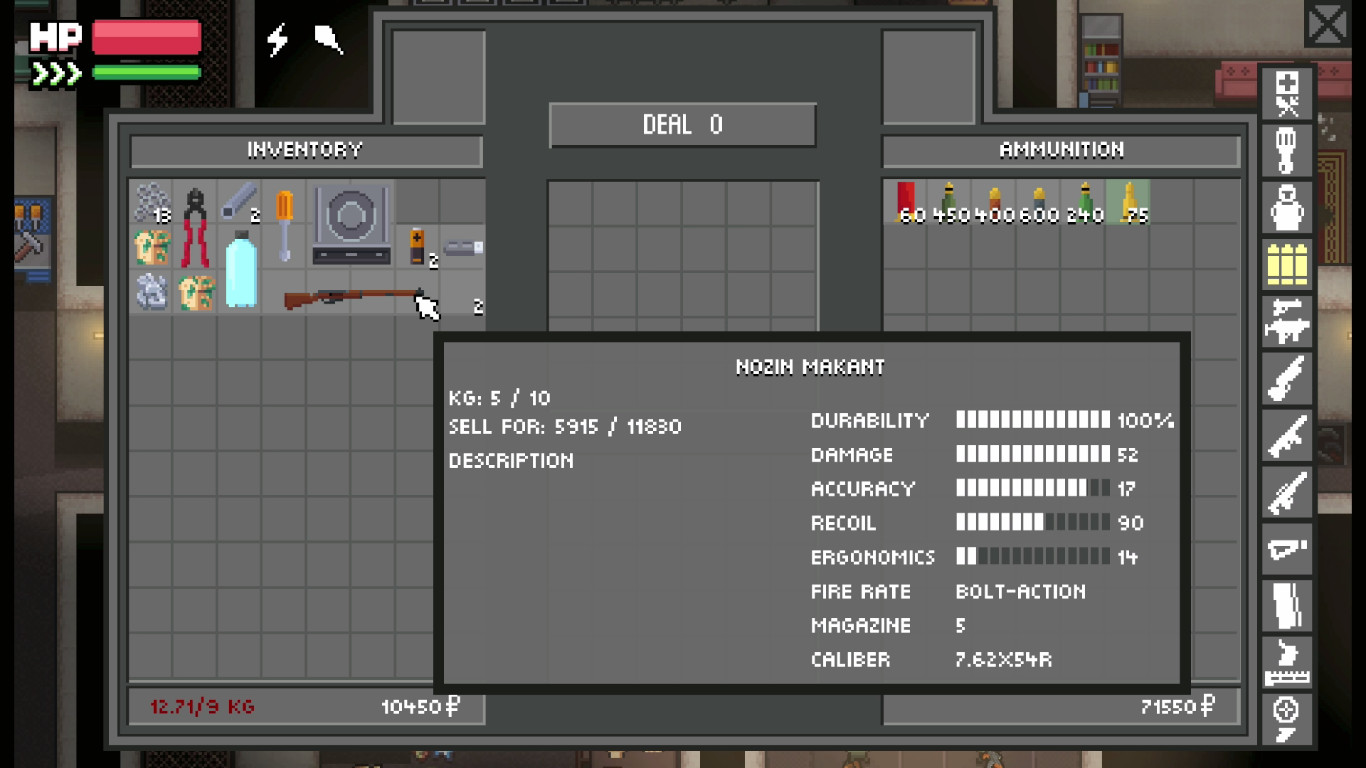 HP
DEAL 0
INVENTORY
AMMUNITION
13
2
2
2
60 450 400 600 240 75
NOZIN MAKANT
KG: 5 / 10
SELL FOR: 5915 / 11830
DESCRIPTION
DURABILITY 100%
DAMAGE 52
ACCURACY 17
RECOIL 90
ERGONOMICS 14
FIRE RATE BOLT-ACTION
MAGAZINE 5
CALIBER 7.62X54R
12.71/9 KG
10450₽
71550₽